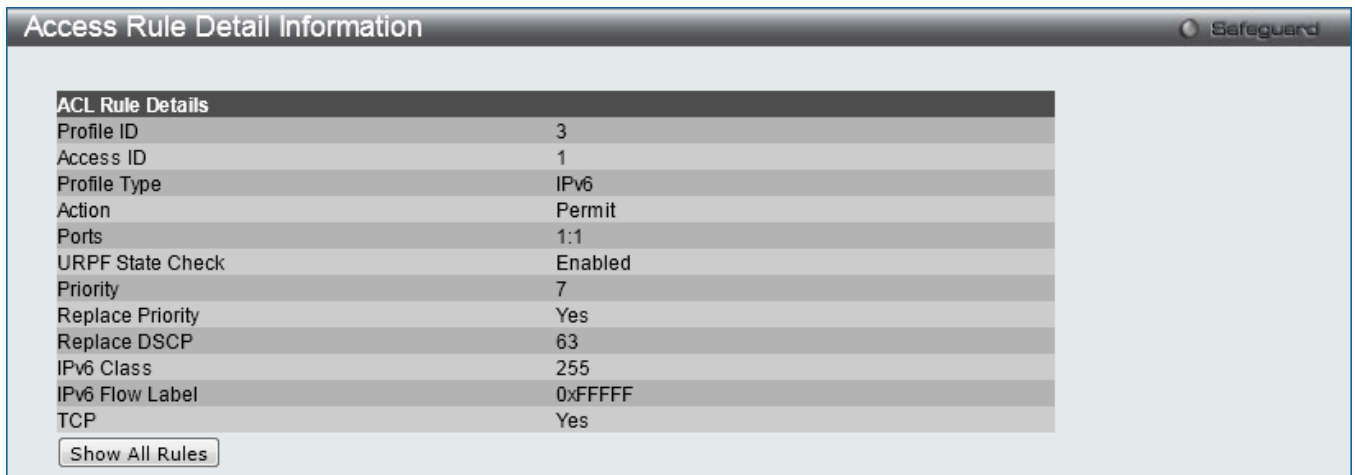 Access Rule Detail Information
Safeguard
ACL Rule Details
Profile ID 3
Access ID 1
Profile Type IPv6
Action Permit
Ports 1:1
URPF State Check Enabled
Priority 7
Replace Priority Yes
Replace DSCP 63
IPv6 Class 255
IPv6 Flow Label 0xFFFFF
TCP Yes
Show All Rules